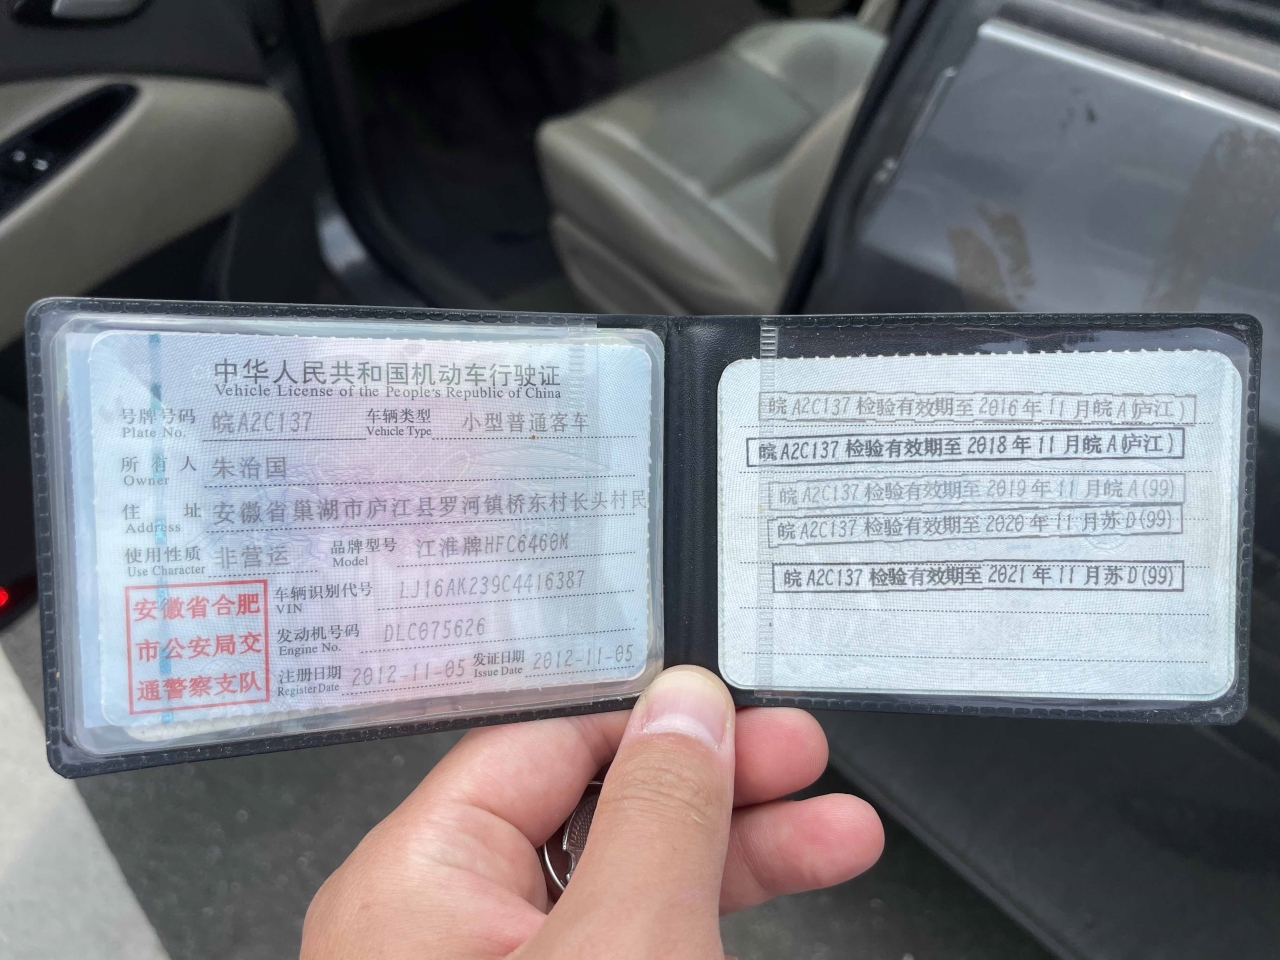 中华人民共和国机动车行驶证
Vehicle License of the People's Republic of China
号牌号码 皖A2C137 车辆类型 小型普通客车
Plate No. Vehicle Type
所有人 朱治国
Owner
住址 安徽省巢湖市庐江县罗河镇桥东村长头村民
Address
使用性质 非营运 品牌型号 江淮牌HFC6460M
Use Character Model
安徽省合肥
市公安局交
通警察支队
车辆识别代号 LJ16AK239C4416387
VIN
发动机号码 DLC075626
Engine No.
注册日期 2012-11-05 发证日期 2012-11-05
Register Date Issue Date
皖A2C137 检验有效期至 2016 年 11 月皖A(庐江)
皖A2C137 检验有效期至 2018 年 11 月皖A(庐江)
皖A2C137 检验有效期至 2019 年 11 月皖A(99)
皖A2C137 检验有效期至 2020 年 11 月苏D(99)
皖A2C137 检验有效期至 2021 年 11 月苏D(99)